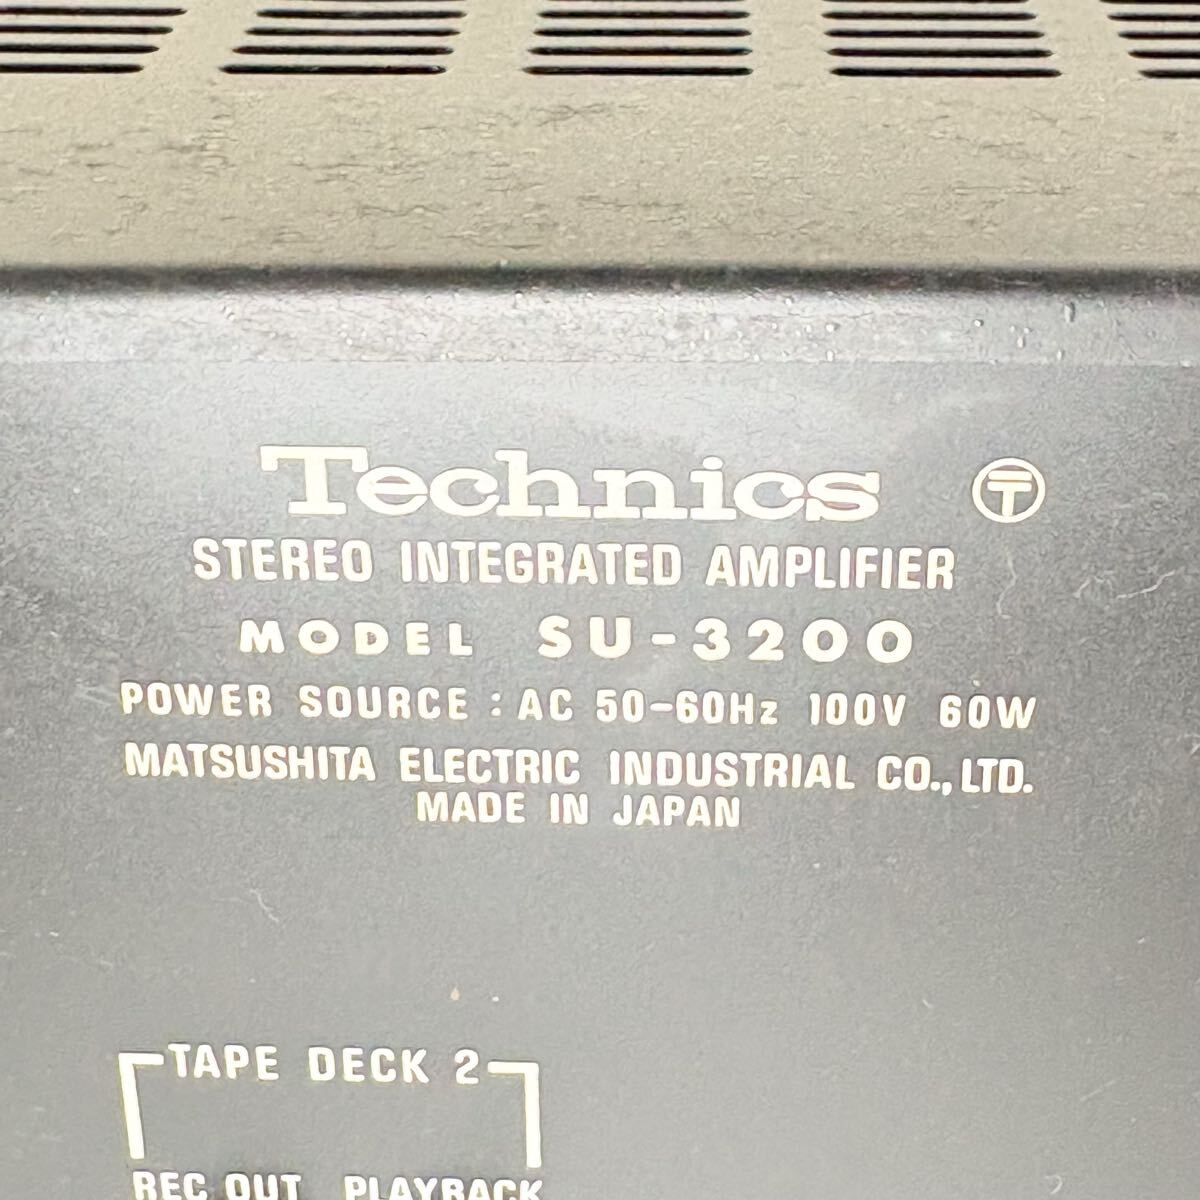 Technics
STEREO INTEGRATED AMPLIFIER
MODEL SU-3200
POWER SOURCE : AC 50-60Hz 100V 60W
MATSUSHITA ELECTRIC INDUSTRIAL CO., LTD.
MADE IN JAPAN
TAPE DECK 2
REC OUT PLAYBACK